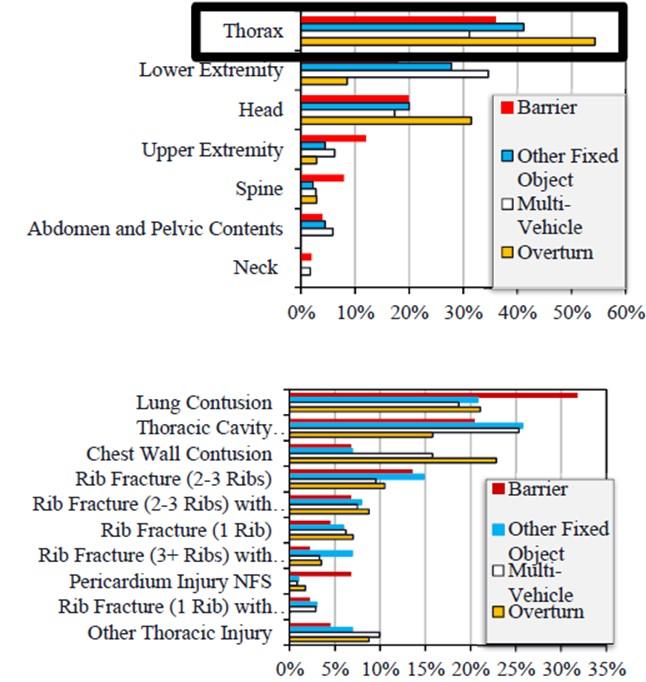 Thorax
Lower Extremity
Head
Upper Extremity
Spine
Abdomen and Pelvic Contents
Neck
Barrier
Other Fixed
Object
Multi-
Vehicle
Overturn
0% 10% 20% 30% 40% 50% 60%
Lung Contusion
Thoracic Cavity..
Chest Wall Contusion
Rib Fracture (2-3 Ribs)
Rib Fracture (2-3 Ribs) with..
Rib Fracture (1 Rib)
Rib Fracture (3+ Ribs) with..
Pericardium Injury NFS
Rib Fracture (1 Rib) with..
Other Thoracic Injury
Barrier
Other Fixed
Object
Multi-
Vehicle
Overturn
0% 5% 10% 15% 20% 25% 30% 35%